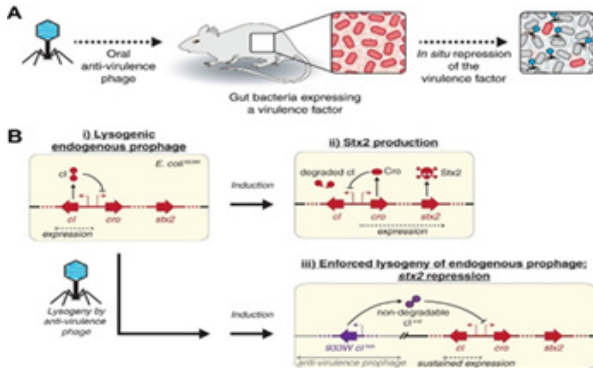 A
Oral
anti-virulence
phage
Gut bacteria expressing
a virulence factor
In situ repression
of the
virulence factor
B
i) Lysogenic
endogenous prophage
E. coli
cI
cI
cro
stx2
expression
Induction
ii) Stx2 production
degraded cI
Cro
Stx2
cI
cro
stx2
expression
Lysogeny by
anti-virulence
phage
Induction
iii) Enforced lysogeny of endogenous prophage;
stx2 repression
non-degradable
cI
933W cI
anti-virulence prophage
cI
cro
stx2
sustained expression